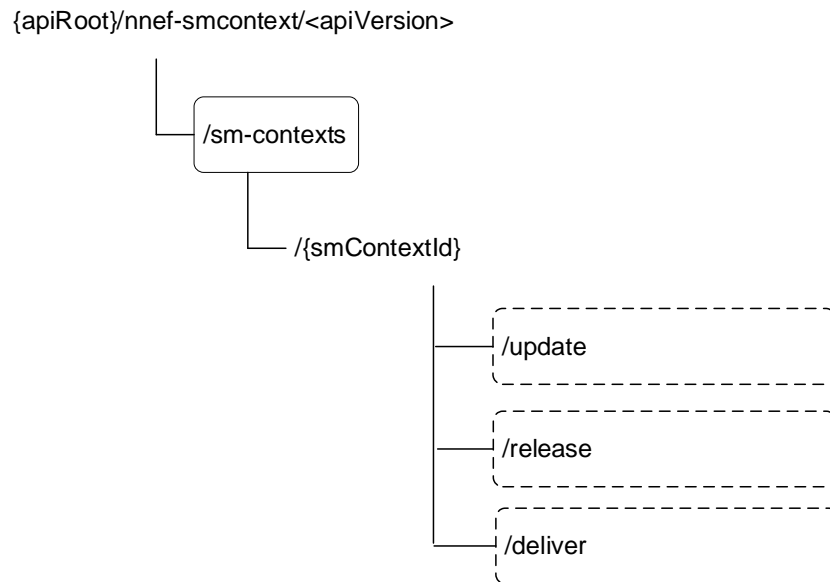 {apiRoot}/nnef-smcontext/<apiVersion>
/sm-contexts
/{smContextId}
/update
/release
/deliver